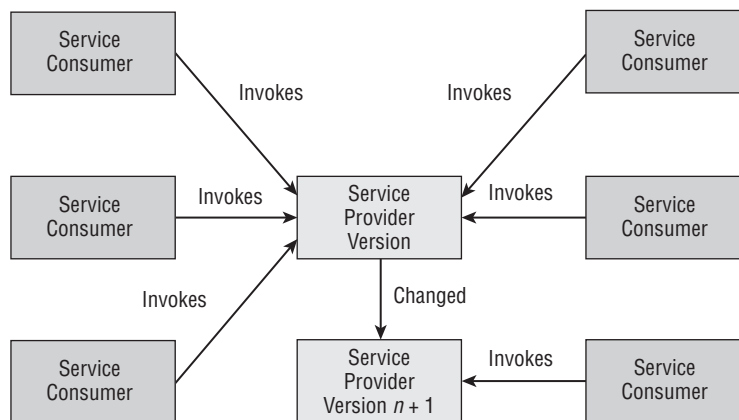 Service
Consumer
Service
Consumer
Invokes
Invokes
Service
Consumer
Invokes
Service
Provider
Version
Invokes
Service
Consumer
Invokes
Changed
Service
Consumer
Service
Provider
Version n + 1
Invokes
Service
Consumer